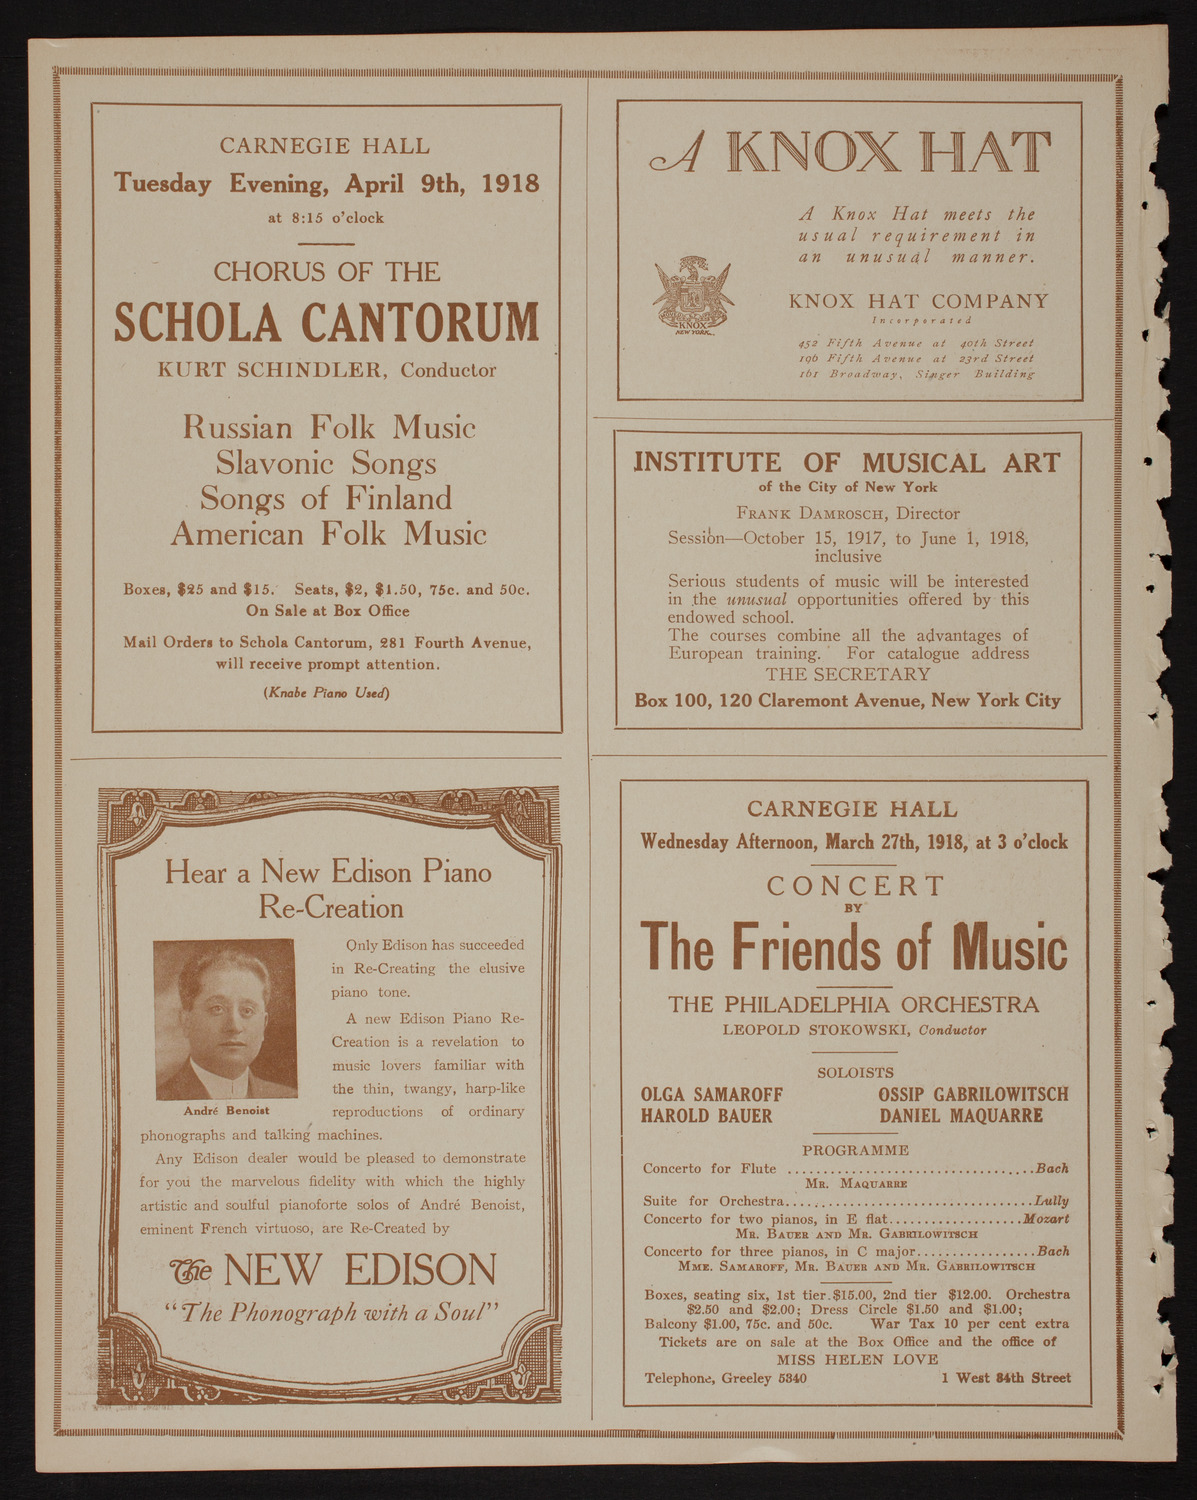 CARNEGIE HALL
Tuesday Evening, April 9th, 1918
at 8:15 o'clock
CHORUS OF THE
SCHOLA CANTORUM
KURT SCHINDLER, Conductor
Russian Folk Music
Slavonic Songs
Songs of Finland
American Folk Music
Boxes, $25 and $15. Seats, $2, $1.50, 75c. and 50c.
On Sale at Box Office
Mail Orders to Schola Cantorum, 281 Fourth Avenue,
will receive prompt attention.
(Knabe Piano Used)
Hear a New Edison Piano
Re-Creation
Only Edison has succeeded
in Re-Creating the elusive
piano tone.
A new Edison Piano Re-
Creation is a revelation to
music lovers familiar with
the thin, twangy, harp-like
André Benoist
reproductions of ordinary
phonographs and talking machines.
Any Edison dealer would be pleased to demonstrate
for you the marvelous fidelity with which the highly
artistic and soulful pianoforte solos of André Benoist,
eminent French virtuoso, are Re-Created by
The NEW EDISON
"The Phonograph with a Soul"
A KNOX HAT
A Knox Hat meets the
usual requirement in
an unusual manner.
KNOX
NEW YORK
KNOX HAT COMPANY
Incorporated
452 Fifth Avenue at 40th Street
196 Fifth Avenue at 23rd Street
161 Broadway, Singer Building
INSTITUTE OF MUSICAL ART
of the City of New York
FRANK DAMROSCH, Director
Session—October 15, 1917, to June 1, 1918,
inclusive
Serious students of music will be interested
in the unusual opportunities offered by this
endowed school.
The courses combine all the advantages of
European training. For catalogue address
THE SECRETARY
Box 100, 120 Claremont Avenue, New York City
CARNEGIE HALL
Wednesday Afternoon, March 27th, 1918, at 3 o'clock
CONCERT
BY
The Friends of Music
THE PHILADELPHIA ORCHESTRA
LEOPOLD STOKOWSKI, Conductor
SOLOISTS
OLGA SAMAROFF OSSIP GABRILOWITSCH
HAROLD BAUER DANIEL MAQUARRE
PROGRAMME
Concerto for Flute ................................Bach
MR. MAQUARRE
Suite for Orchestra................................Lully
Concerto for two pianos, in E flat...................Mozart
MR. BAUER AND MR. GABRILOWITSCH
Concerto for three pianos, in C major.................Bach
MME. SAMAROFF, MR. BAUER AND MR. GABRILOWITSCH
Boxes, seating six, 1st tier $15.00, 2nd tier $12.00. Orchestra
$2.50 and $2.00; Dress Circle $1.50 and $1.00;
Balcony $1.00, 75c. and 50c. War Tax 10 per cent extra
Tickets are on sale at the Box Office and the office of
MISS HELEN LOVE
Telephone, Greeley 5340 1 West 34th Street